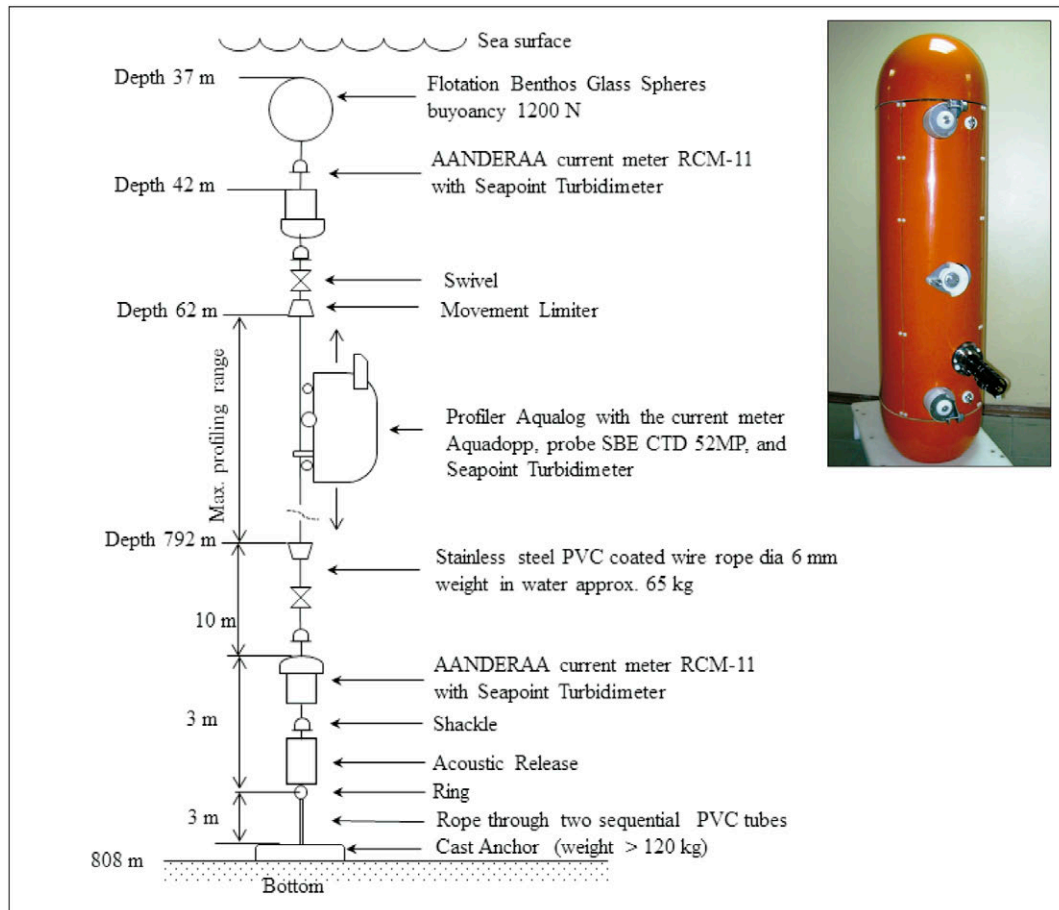 Sea surface
Depth 37 m
Flotation Benthos Glass Spheres
buyoancy 1200 N
AANDERAA current meter RCM-11
with Seapoint Turbidimeter
Depth 42 m
Swivel
Depth 62 m
Movement Limiter
Max. profiling range
Profiler Aqualog with the current meter
Aquadopp, probe SBE CTD 52MP, and
Seapoint Turbidimeter
Depth 792 m
Stainless steel PVC coated wire rope dia 6 mm
weight in water approx. 65 kg
10 m
AANDERAA current meter RCM-11
with Seapoint Turbidimeter
3 m
Shackle
Acoustic Release
Ring
3 m
Rope through two sequential PVC tubes
Cast Anchor (weight > 120 kg)
808 m
Bottom